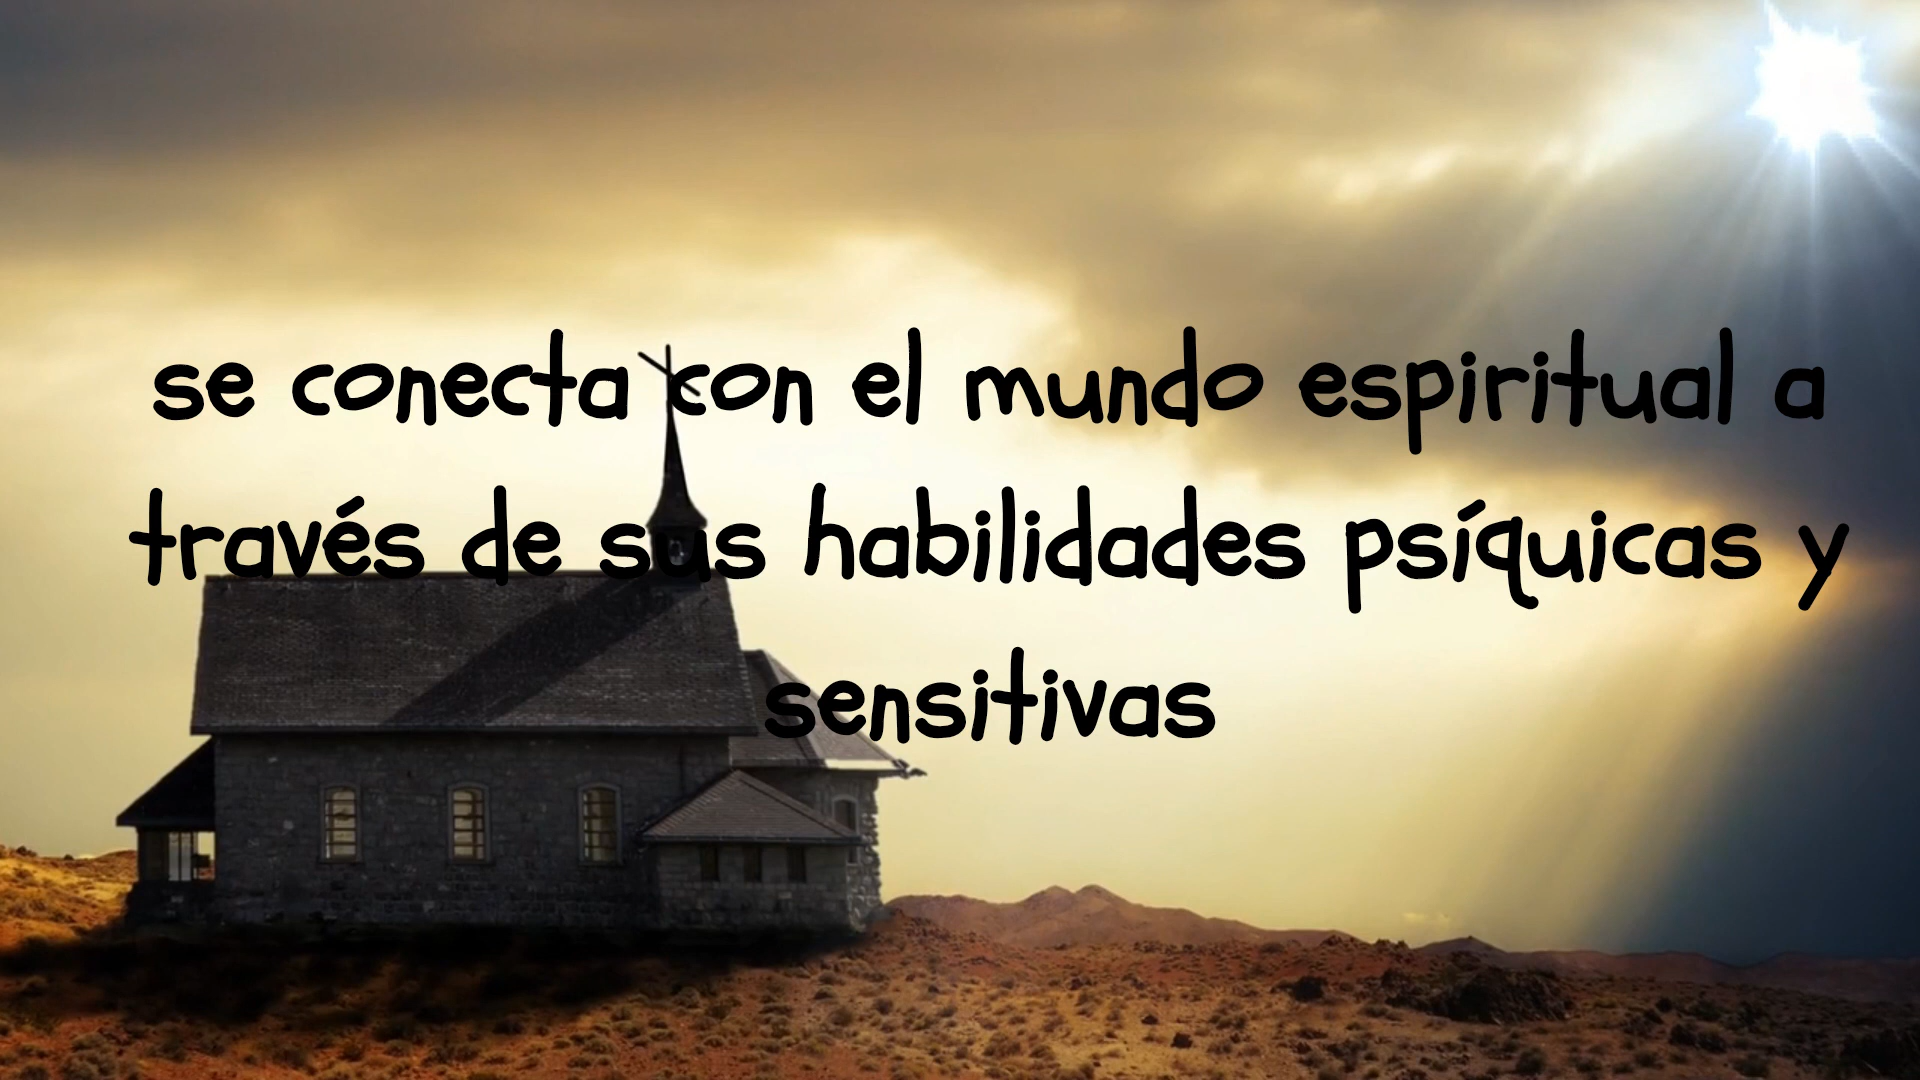 se conecta con el mundo espiritual a
través de sus habilidades psíquicas y
sensitivas